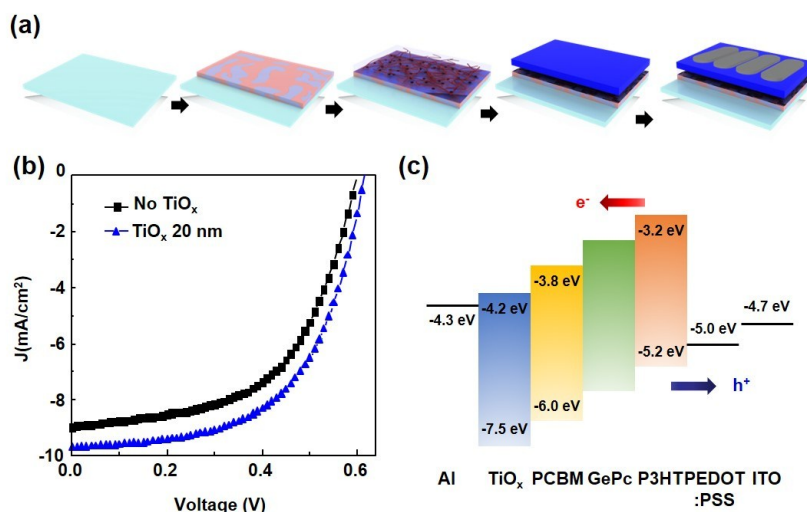 (a)
(b)
0
-2
-4
-6
-8
-10
J(mA/cm²)
No TiOₓ
TiOₓ 20 nm
0.0 0.2 0.4 0.6
Voltage (V)
(c)
e⁻
-3.2 eV
-3.8 eV
-4.2 eV
-4.3 eV
-4.7 eV
-5.0 eV
-5.2 eV
-6.0 eV
-7.5 eV
h⁺
Al TiOₓ PCBM GePc P3HT PEDOT ITO
:PSS